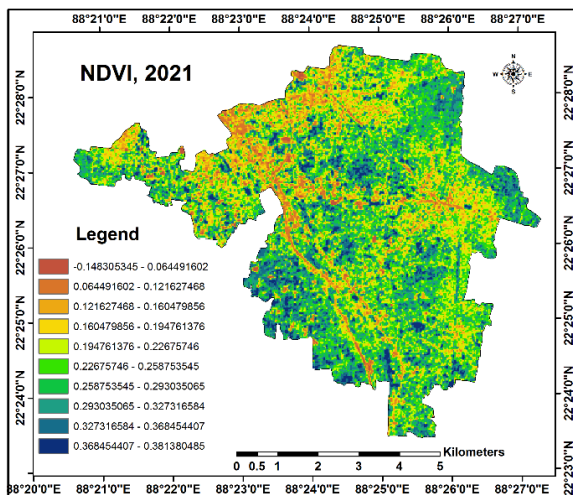 88°21'0"E 88°22'0"E 88°23'0"E 88°24'0"E 88°25'0"E 88°26'0"E 88°27'0"E
NDVI, 2021
N
W E
S
22°28'0"N
22°27'0"N
22°26'0"N
22°25'0"N
22°24'0"N
22°28'0"N
22°27'0"N
22°26'0"N
22°25'0"N
22°24'0"N
22°23'0"N
Legend
-0.148305345 - 0.064491602
0.064491602 - 0.121627468
0.121627468 - 0.160479856
0.160479856 - 0.194761376
0.194761376 - 0.22675746
0.22675746 - 0.258753545
0.258753545 - 0.293035065
0.293035065 - 0.327316584
0.327316584 - 0.368454407
0.368454407 - 0.381380485
Kilometers
0 0.5 1 2 3 4 5
88°20'0"E 88°21'0"E 88°22'0"E 88°23'0"E 88°24'0"E 88°25'0"E 88°26'0"E 88°27'0"E